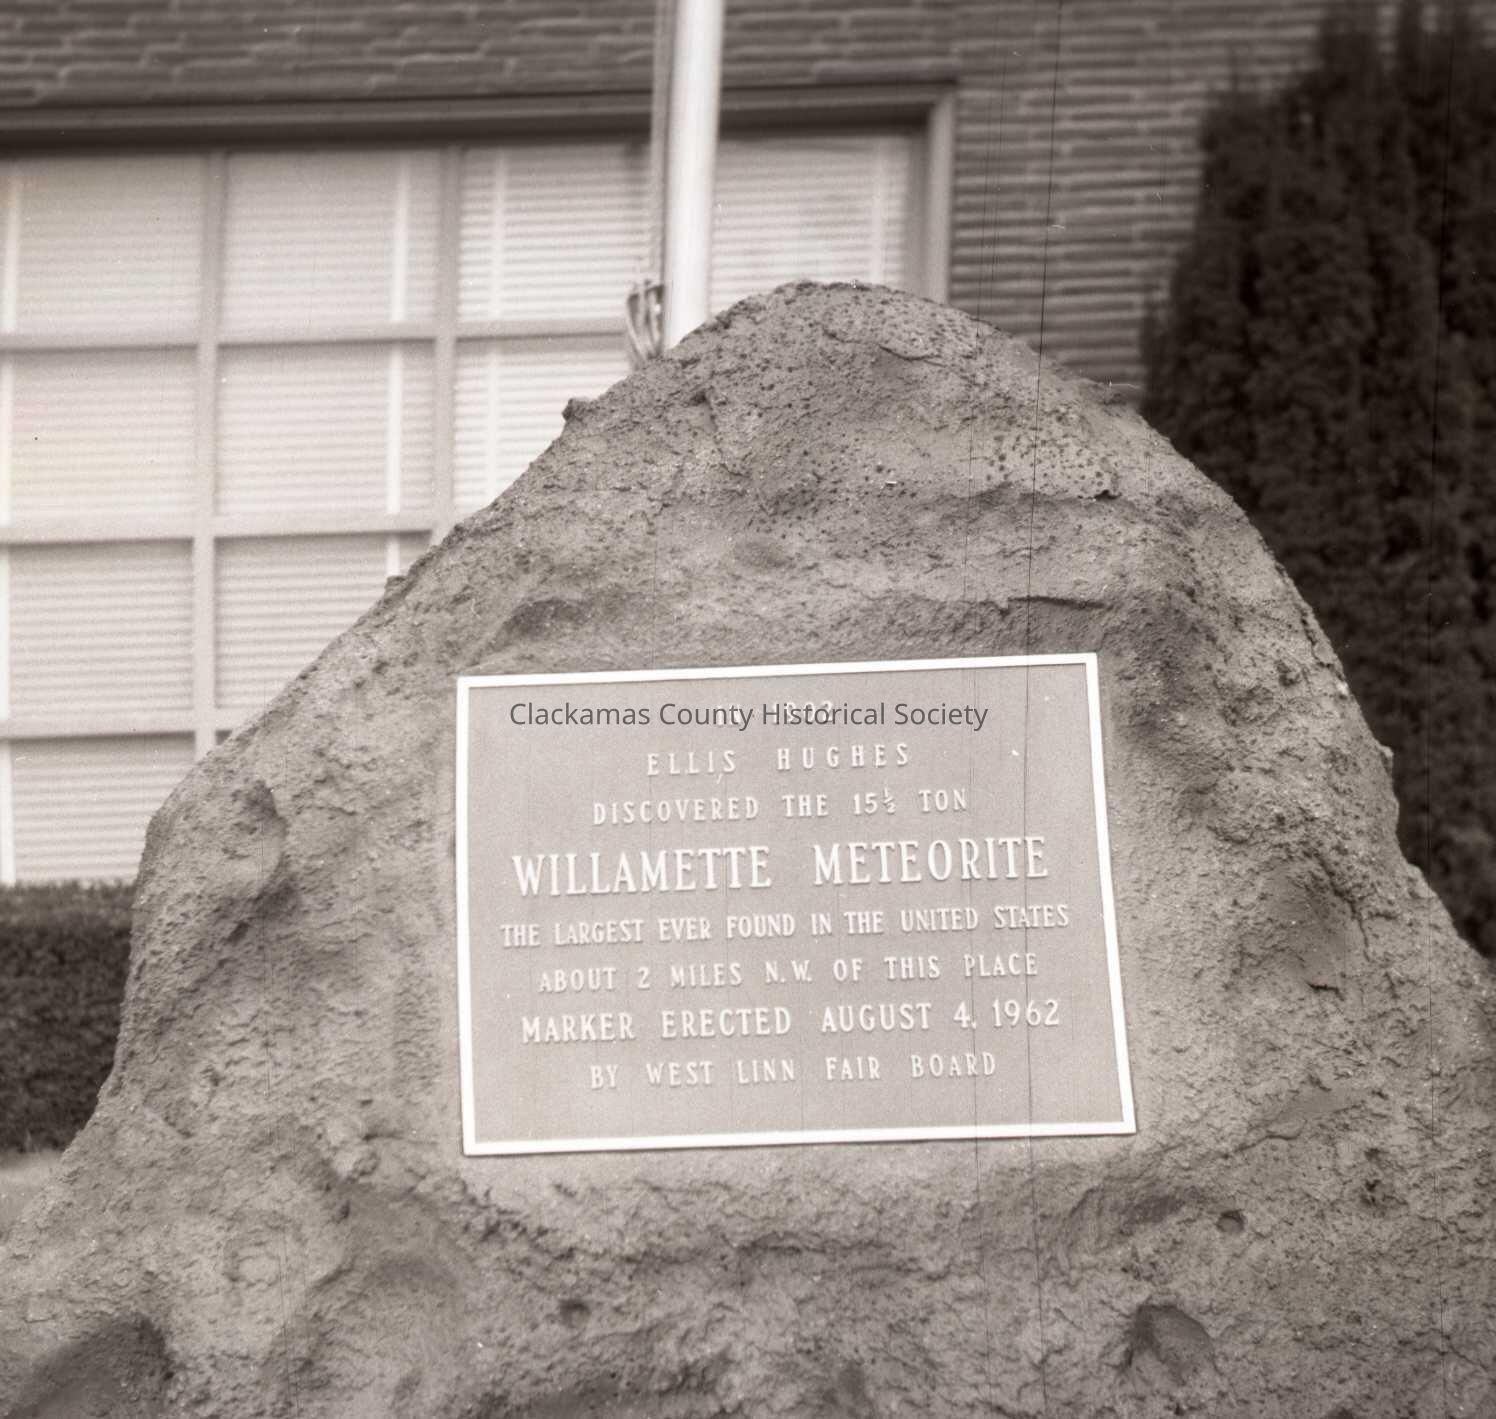 Clackamas County Historical Society
ELLIS HUGHES
DISCOVERED THE 15½ TON
WILLAMETTE METEORITE
THE LARGEST EVER FOUND IN THE UNITED STATES
ABOUT 2 MILES N.W. OF THIS PLACE
MARKER ERECTED AUGUST 4, 1962
BY WEST LINN FAIR BOARD